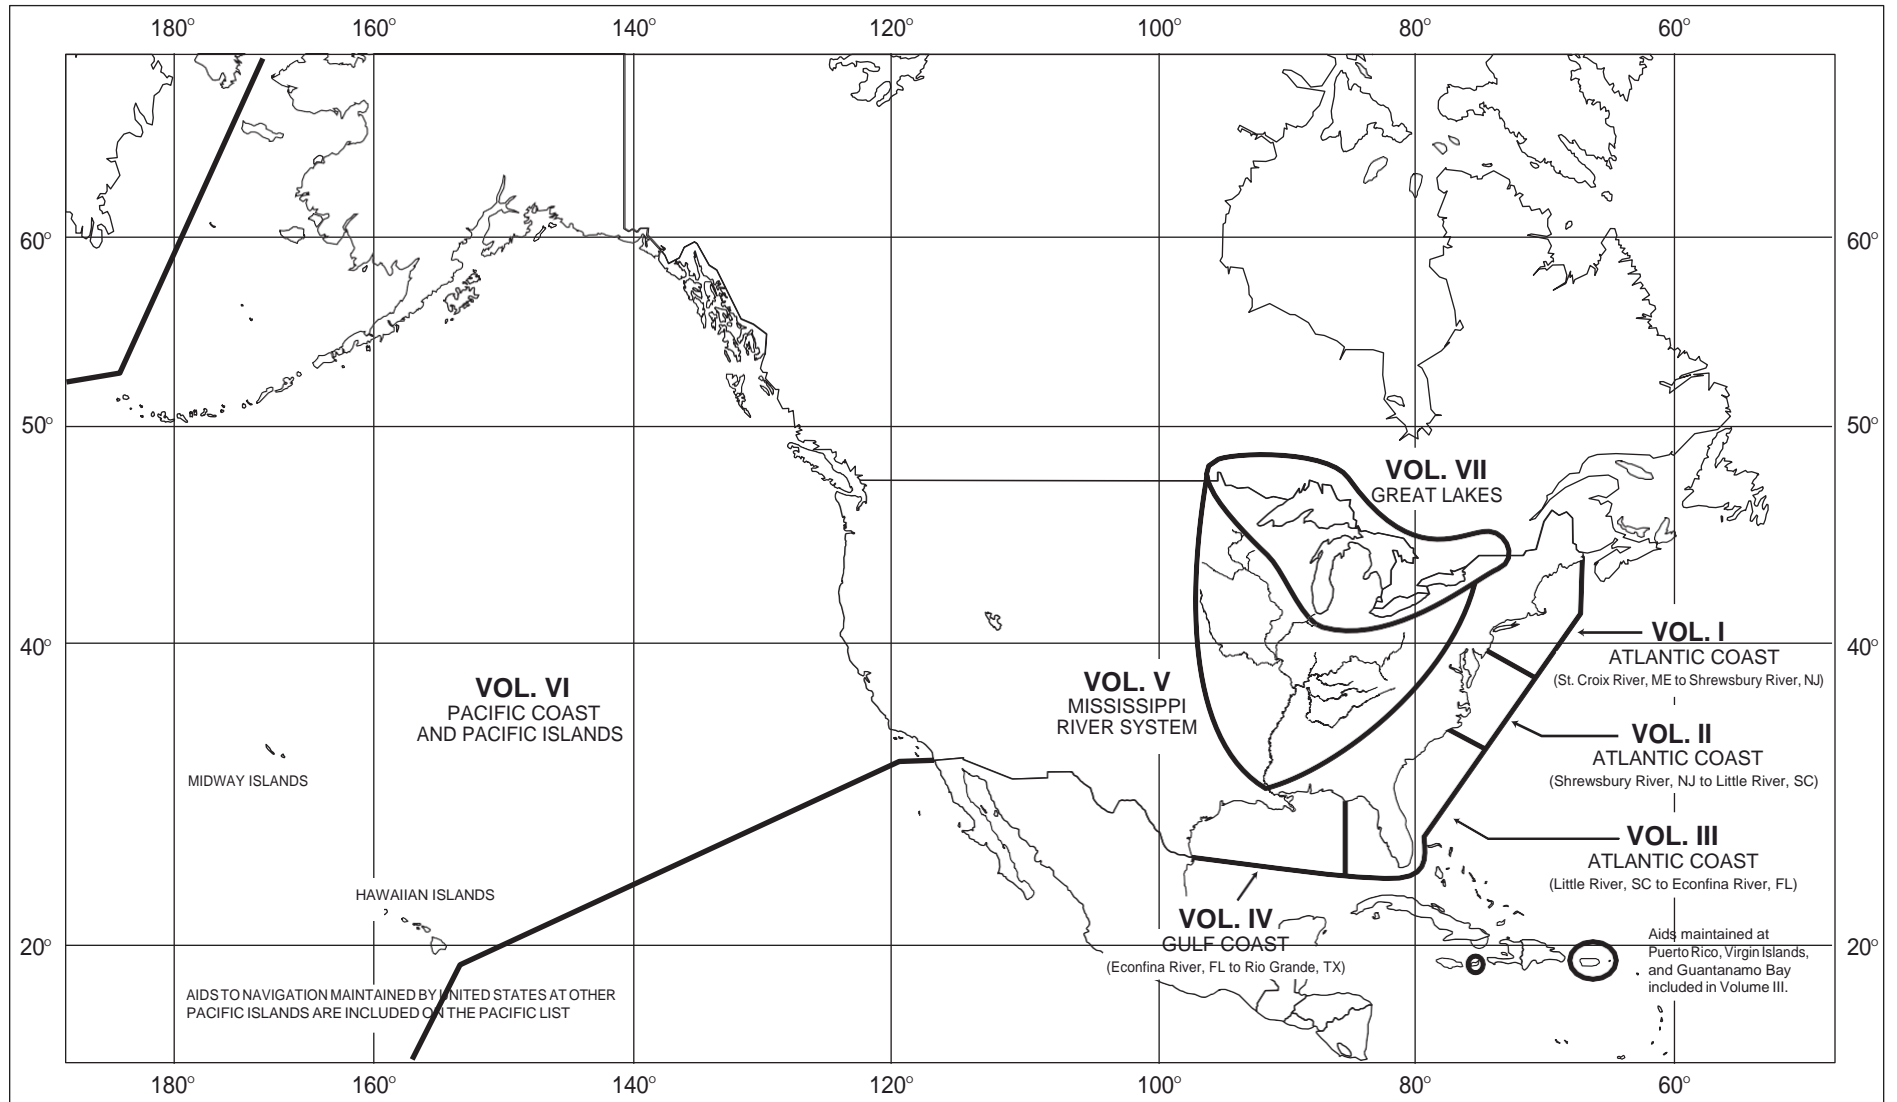 180° 160° 140° 120° 100° 80° 60°
60° 60°
50° 50°
VOL. VII
GREAT LAKES
40° 40°
VOL. I
ATLANTIC COAST
(St. Croix River, ME to Shrewsbury River, NJ)
VOL. VI
PACIFIC COAST
AND PACIFIC ISLANDS
VOL. V
MISSISSIPPI
RIVER SYSTEM
VOL. II
ATLANTIC COAST
(Shrewsbury River, NJ to Little River, SC)
MIDWAY ISLANDS
VOL. III
ATLANTIC COAST
(Little River, SC to Econfina River, FL)
HAWAIIAN ISLANDS
VOL. IV
GULF COAST
(Econfina River, FL to Rio Grande, TX)
20° 20°
Aids maintained at
Puerto Rico, Virgin Islands,
and Guantanamo Bay
included in Volume III.
AIDS TO NAVIGATION MAINTAINED BY UNITED STATES AT OTHER
PACIFIC ISLANDS ARE INCLUDED ON THE PACIFIC LIST
180° 160° 140° 120° 100° 80° 60°